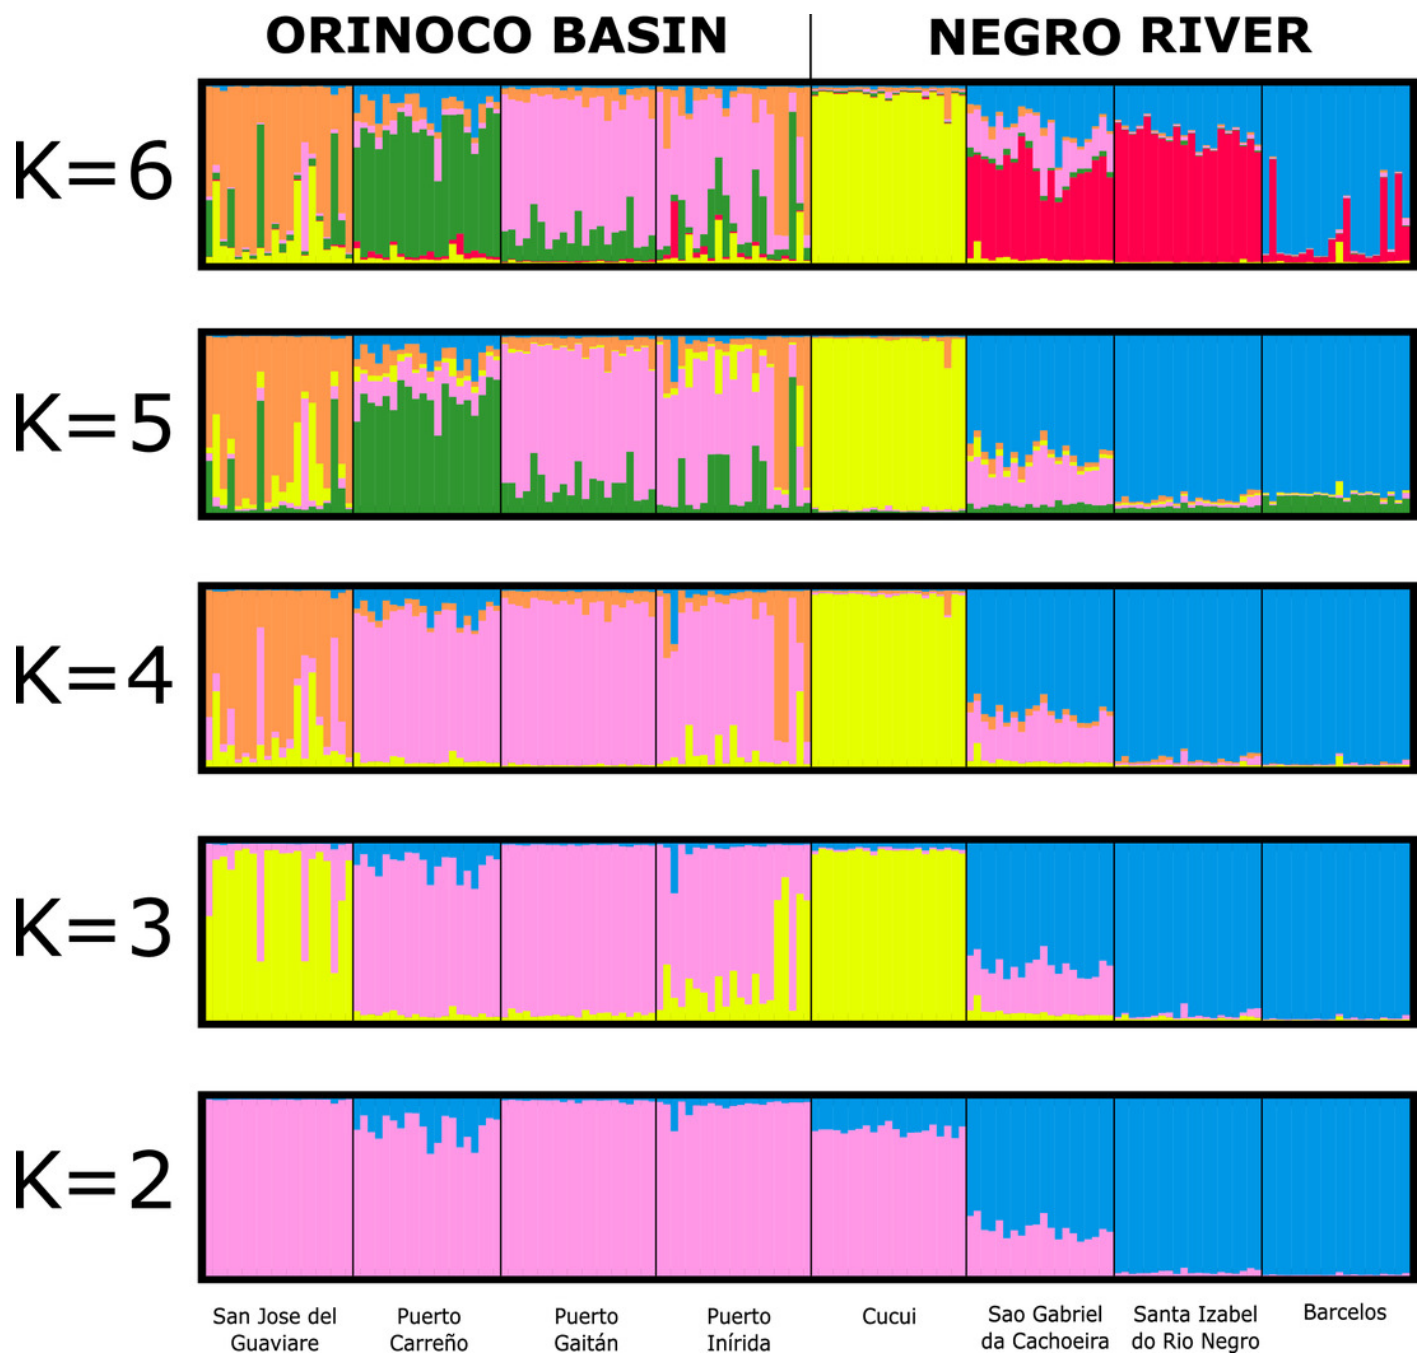 ORINOCO BASIN
NEGRO RIVER
K=6
K=5
K=4
K=3
K=2
San Jose del
Guaviare
Puerto
Carreño
Puerto
Gaitán
Puerto
Inírida
Cucui
Sao Gabriel
da Cachoeira
Santa Izabel
do Rio Negro
Barcelos